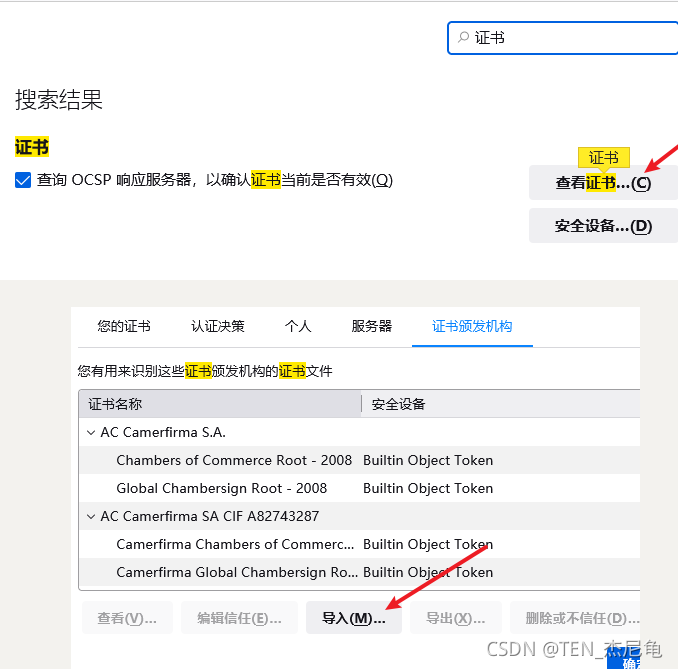 证书
搜索结果
证书
证书
查询 OCSP 响应服务器，以确认证书当前是否有效(Q)
查看证书...(C)
安全设备...(D)
您的证书 认证决策 个人 服务器 证书颁发机构
您有用来识别这些证书颁发机构的证书文件
证书名称 安全设备
AC Camerfirma S.A.
Chambers of Commerce Root - 2008 Builtin Object Token
Global Chambersign Root - 2008 Builtin Object Token
AC Camerfirma SA CIF A82743287
Camerfirma Chambers of Commerc... Builtin Object Token
Camerfirma Global Chambersign Ro... Builtin Object Token
查看(V)... 编辑信任(E)... 导入(M)... 导出(X)... 删除或不信任(D)...
CSDN @TEN_杰尼龟